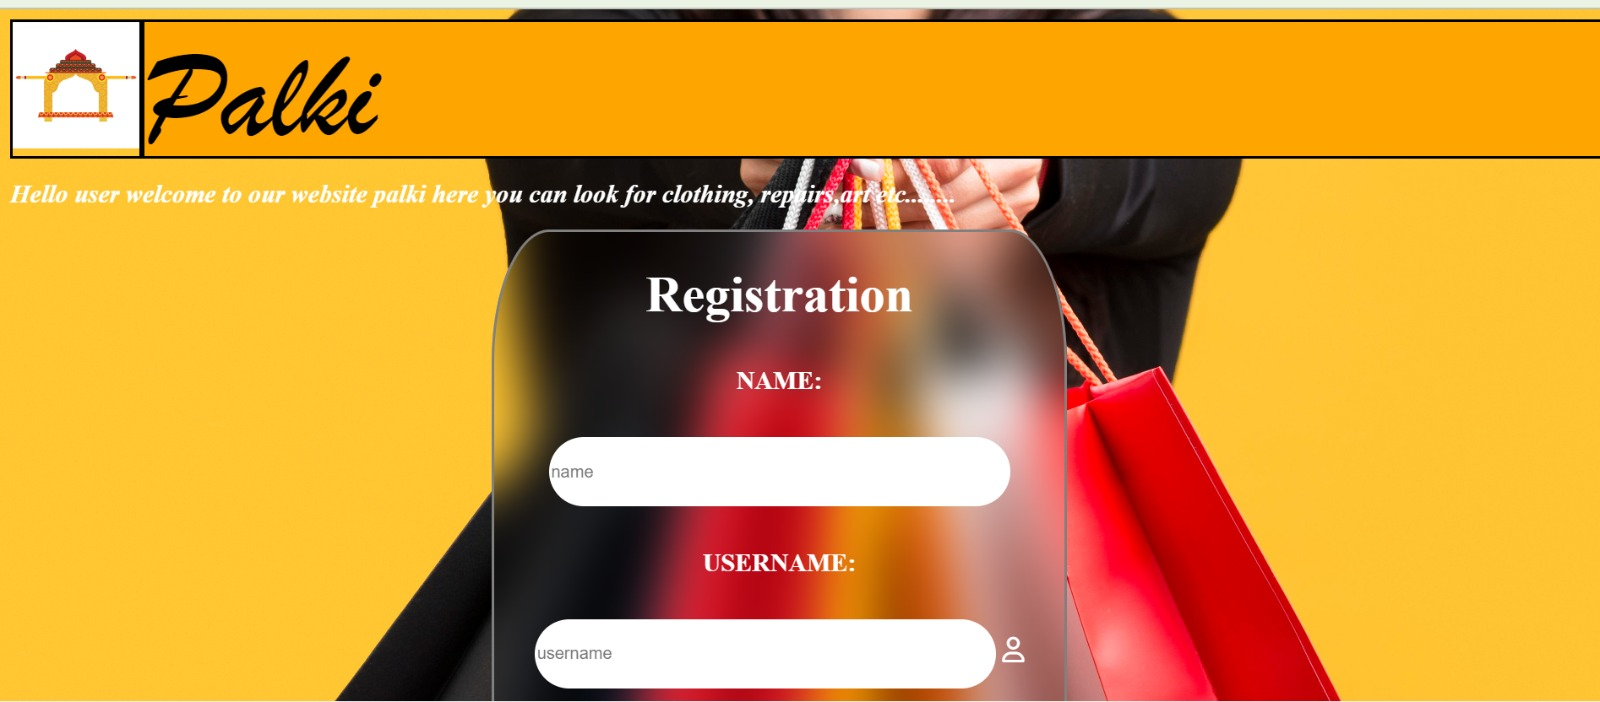 Palki
Hello user welcome to our website palki here you can look for clothing, repairs,art etc........
Registration
NAME:
name
USERNAME:
username